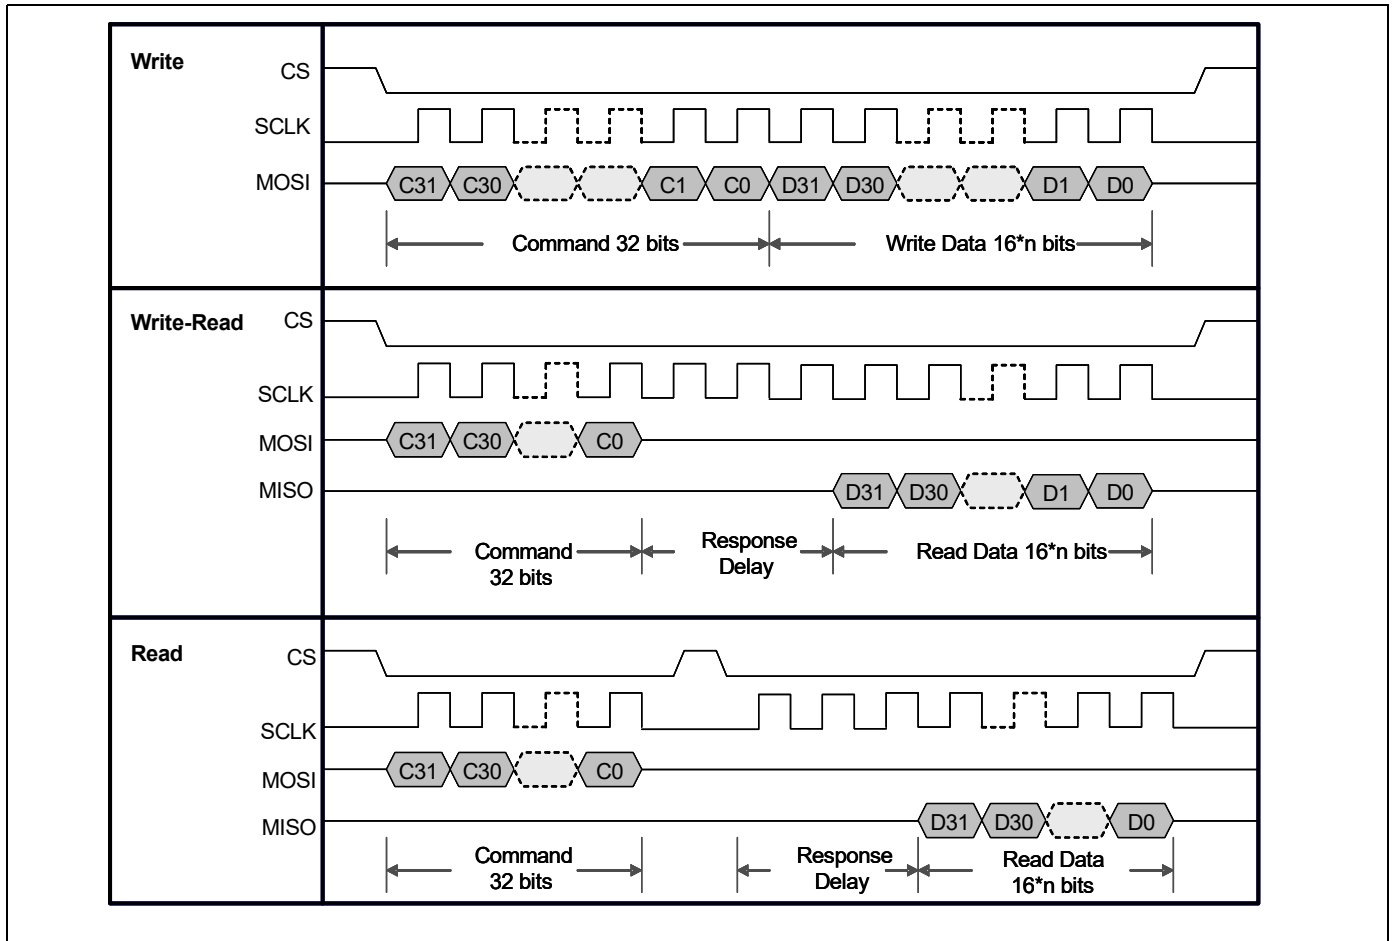 Write
CS
SCLK
MOSI
C31 C30 C1 C0 D31 D30 D1 D0
Command 32 bits
Write Data 16*n bits
Write-Read
CS
SCLK
MOSI
C31 C30 C0
MISO
D31 D30 D1 D0
Command
32 bits
Response
Delay
Read Data 16*n bits
Read
CS
SCLK
MOSI
C31 C30 C0
MISO
D31 D30 D0
Command
32 bits
Response
Delay
Read Data
16*n bits